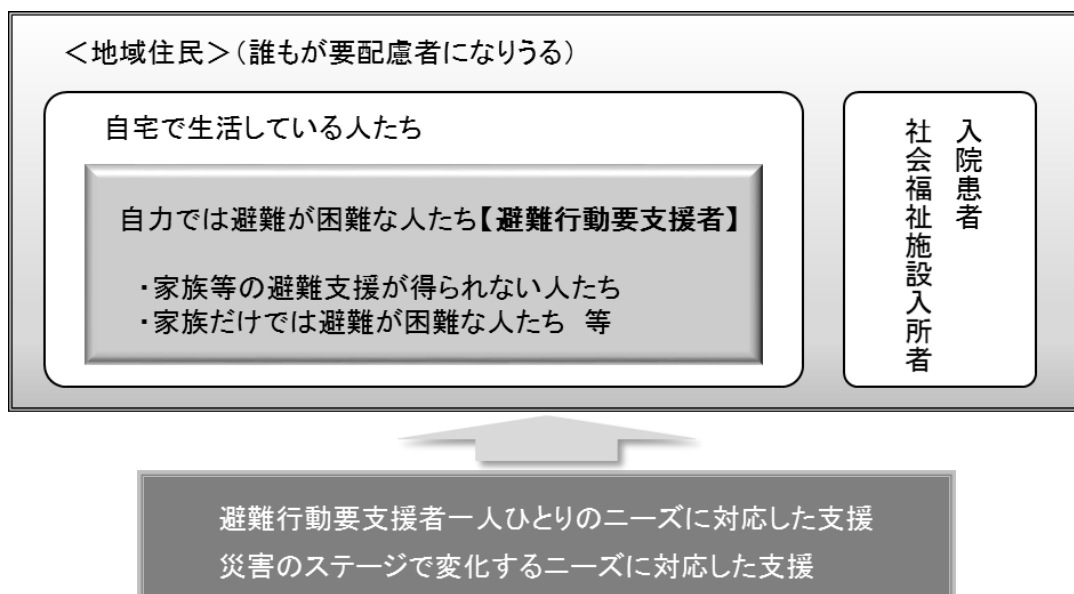 ＜地域住民＞（誰もが要配慮者になりうる）
自宅で生活している人たち
自力では避難が困難な人たち【避難行動要支援者】
・家族等の避難支援が得られない人たち
・家族だけでは避難が困難な人たち　等
入院患者
社会福祉施設入所者
避難行動要支援者一人ひとりのニーズに対応した支援
災害のステージで変化するニーズに対応した支援